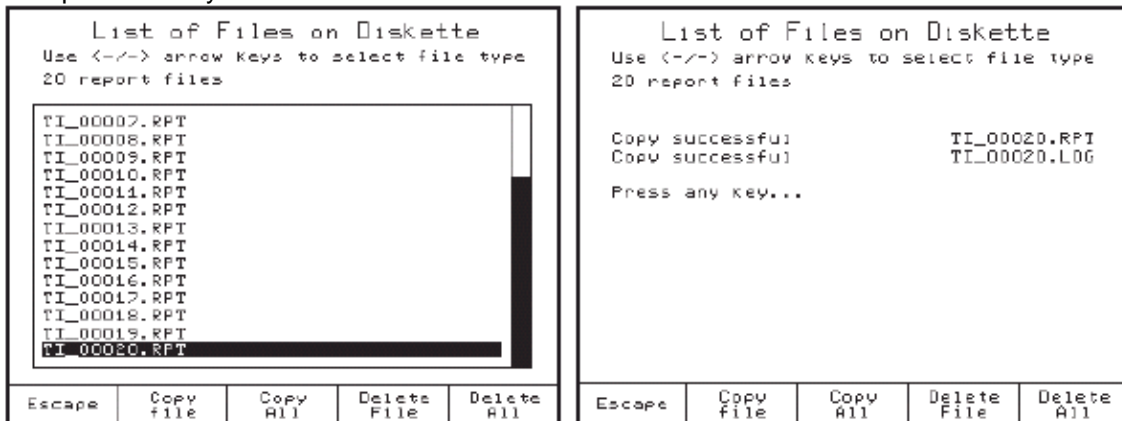 List of Files on Diskette
Use <-/-> arrow Keys to select file type
20 report files
TI_00007.RPT
TI_00008.RPT
TI_00009.RPT
TI_00010.RPT
TI_00011.RPT
TI_00012.RPT
TI_00013.RPT
TI_00014.RPT
TI_00015.RPT
TI_00016.RPT
TI_00017.RPT
TI_00018.RPT
TI_00019.RPT
TI_00020.RPT
Escape
Copy file
Copy All
Delete File
Delete All
List of Files on Diskette
Use <-/-> arrow Keys to select file type
20 report files
Copy successful TI_00020.RPT
Copy successful TI_00020.LOG
Press any key...
Escape
Copy file
Copy All
Delete File
Delete All